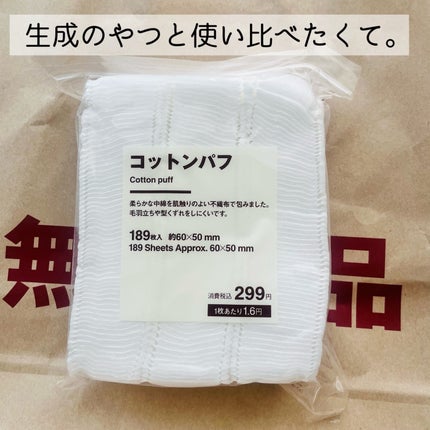 生成のやつと使い比べたくて。
コットンパフ
Cotton puff
柔らかな中綿を肌触りのよい不織布で包みました。
毛羽立ちや型くずれをしにくいです。
189枚入 約60×50mm
189 Sheets Approx. 60×50 mm
消費税込 299円
1枚あたり1.6円
無 品